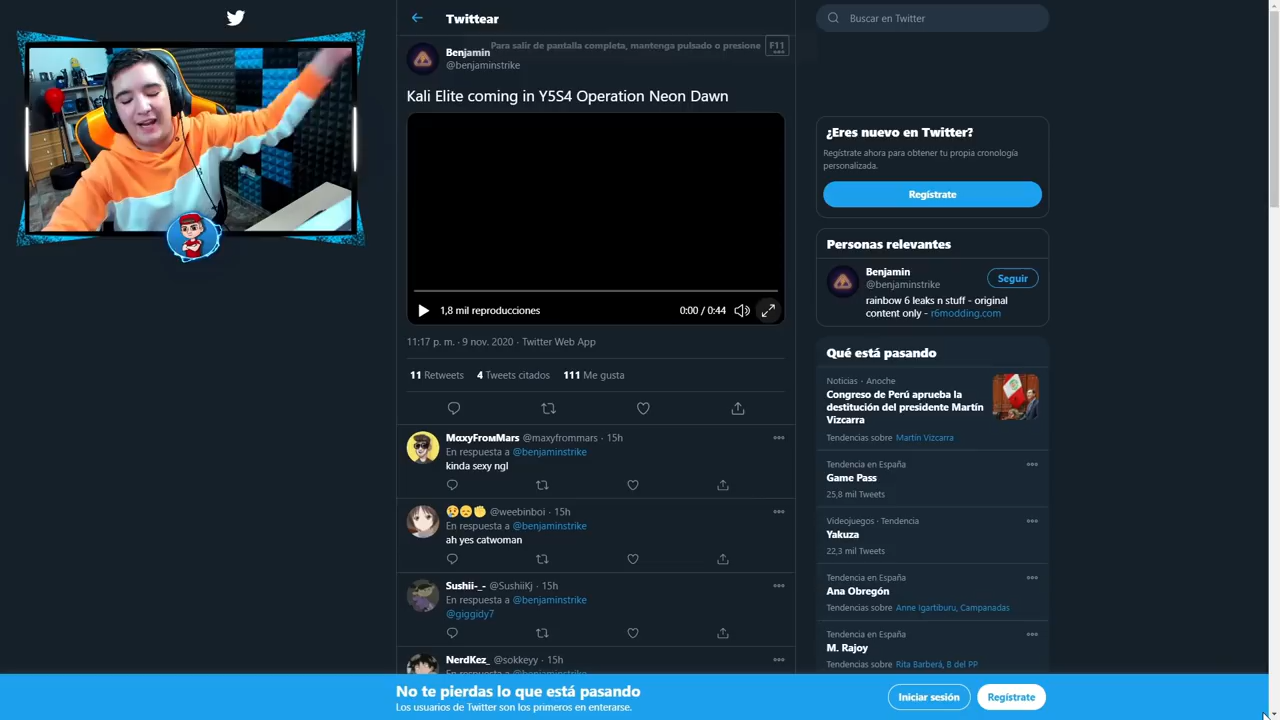 Twittear
Buscar en Twitter
Benjamin
@benjaminstrike
Para salir de pantalla completa, mantenga pulsado o presione F11
Kali Elite coming in Y5S4 Operation Neon Dawn
1,8 mil reproducciones
0:00 / 0:44
11:17 p. m. · 9 nov. 2020 · Twitter Web App
11 Retweets 4 Tweets citados 111 Me gusta
MαxyFroмMars @maxyfrommars · 15h
En respuesta a @benjaminstrike
kinda sexy ngl
😢😞✊ @weebinboi · 15h
En respuesta a @benjaminstrike
ah yes catwoman
Sushii-_- @SushiiKj · 15h
En respuesta a @benjaminstrike
@giggidy7
NerdKez_ @sokkeyy · 15h
En respuesta a @benjaminstrike
¿Eres nuevo en Twitter?
Regístrate ahora para obtener tu propia cronología
personalizada.
Regístrate
Personas relevantes
Benjamin
@benjaminstrike
Seguir
rainbow 6 leaks n stuff - original
content only - r6modding.com
Qué está pasando
Noticias · Anoche
Congreso de Perú aprueba la
destitución del presidente Martín
Vizcarra
Tendencias sobre Martín Vizcarra
Tendencia en España
Game Pass
25,8 mil Tweets
Videojuegos · Tendencia
Yakuza
22,3 mil Tweets
Tendencia en España
Ana Obregón
Tendencias sobre Anne Igartiburu, Campanadas
Tendencia en España
M. Rajoy
Tendencias sobre Rita Barberá, B del PP
No te pierdas lo que está pasando
Los usuarios de Twitter son los primeros en enterarse.
Iniciar sesión
Regístrate